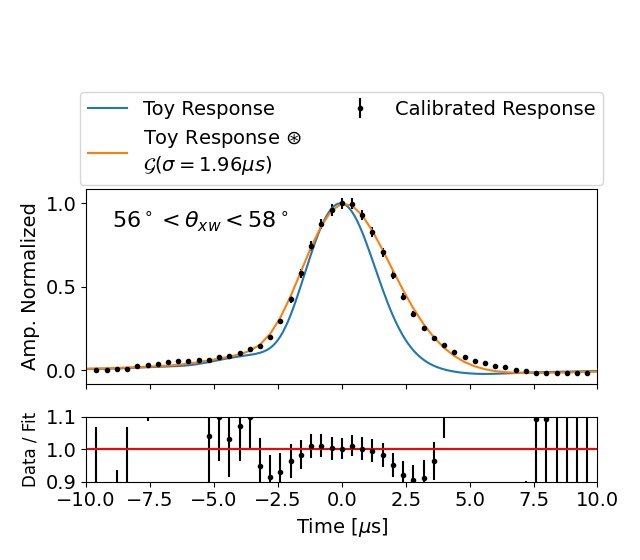 Toy Response
Toy Response ⊛
𝒢(σ = 1.96μs)
Calibrated Response
56° < θxw < 58°
Amp. Normalized
1.0
0.5
0.0
Data / Fit
1.1
1.0
0.9
−10.0 −7.5 −5.0 −2.5 0.0 2.5 5.0 7.5 10.0
Time [μs]